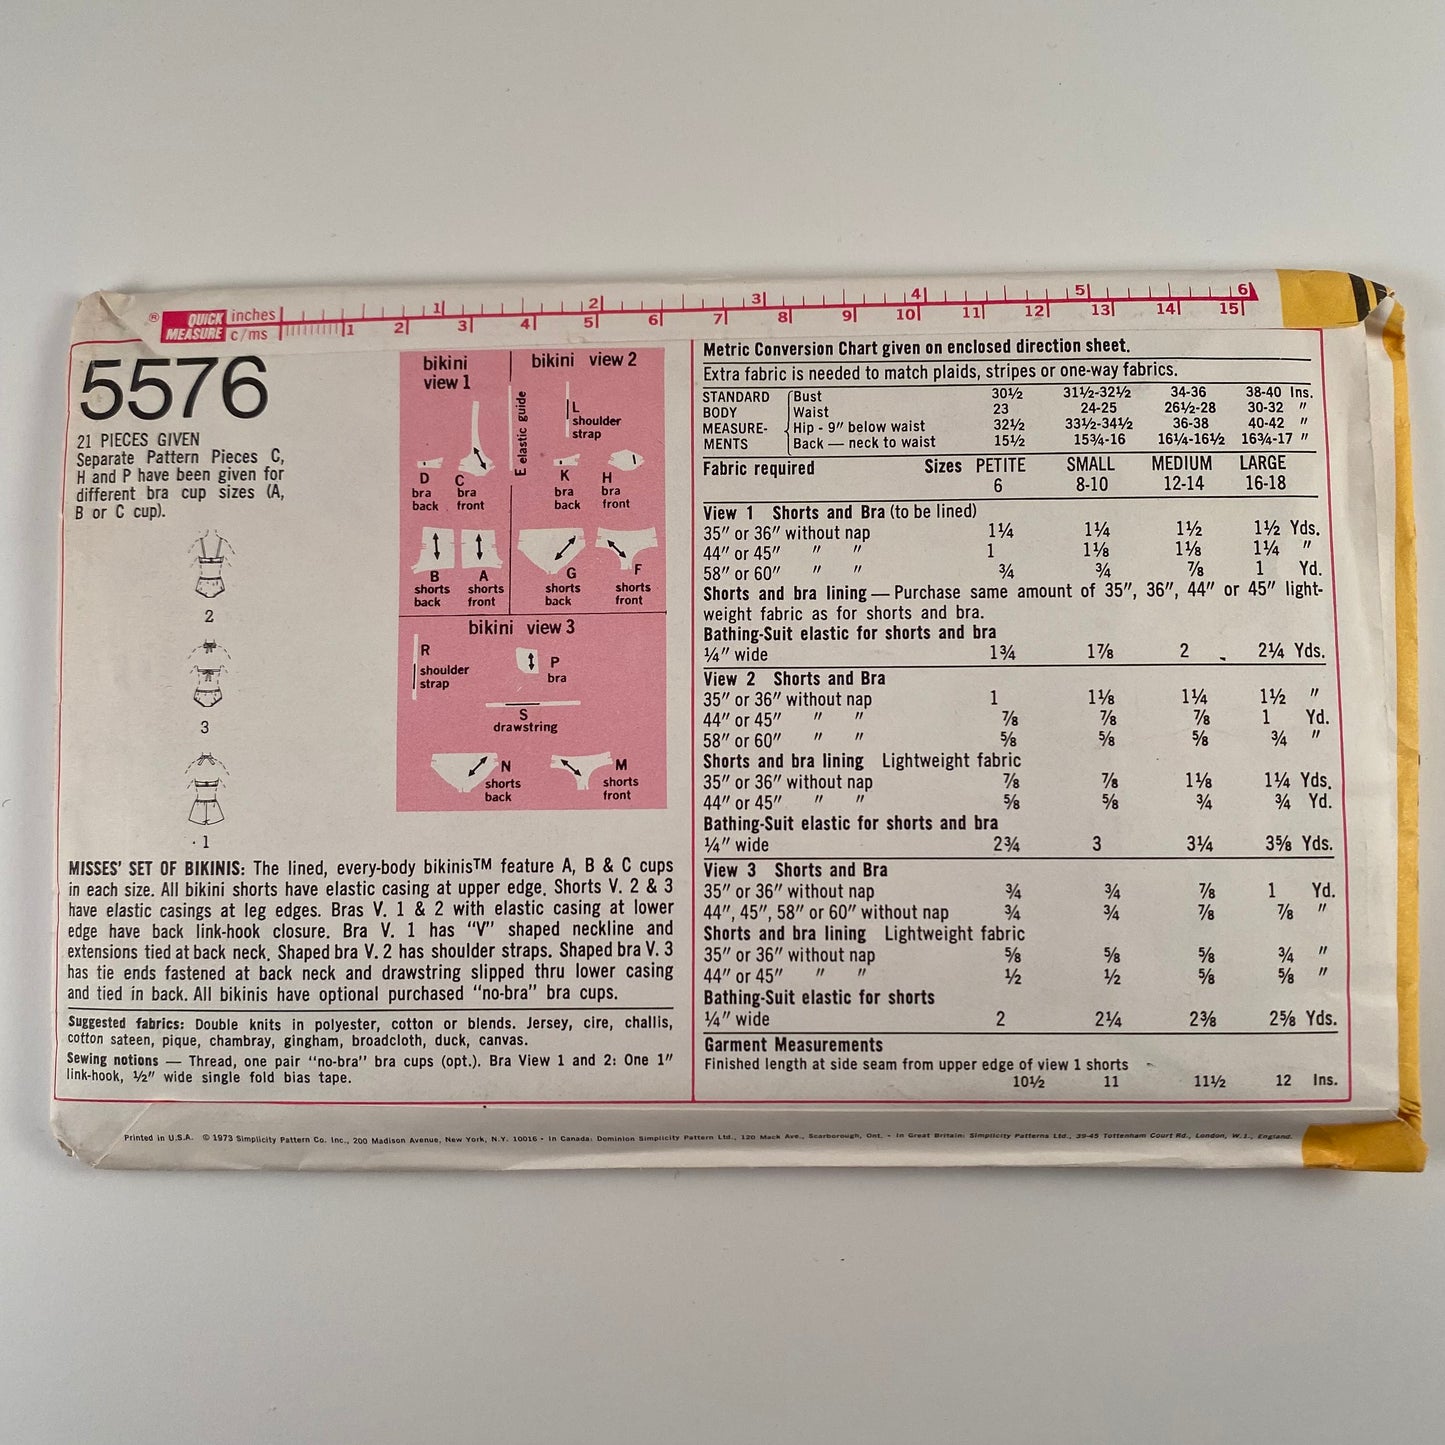 ® QUICK MEASURE inches 1 2 3 4 5 6
c/ms 1 2 3 4 5 6 7 8 9 10 11 12 13 14 15
5576
21 PIECES GIVEN
Separate Pattern Pieces C,
H and P have been given for
different bra cup sizes (A,
B or C cup).
2
3
1
bikini
view 1
D
bra
back
C
bra
front
B
shorts
back
A
shorts
front
E elastic guide
bikini view 2
L
shoulder
strap
K
bra
back
H
bra
front
G
shorts
back
F
shorts
front
bikini view 3
R
shoulder
strap
P
bra
S
drawstring
N
shorts
back
M
shorts
front
MISSES' SET OF BIKINIS: The lined, every-body bikinis™ feature A, B & C cups
in each size. All bikini shorts have elastic casing at upper edge. Shorts V. 2 & 3
have elastic casings at leg edges. Bras V. 1 & 2 with elastic casing at lower
edge have back link-hook closure. Bra V. 1 has "V" shaped neckline and
extensions tied at back neck. Shaped bra V. 2 has shoulder straps. Shaped bra V. 3
has tie ends fastened at back neck and drawstring slipped thru lower casing
and tied in back. All bikinis have optional purchased "no-bra" bra cups.
Suggested fabrics: Double knits in polyester, cotton or blends. Jersey, cire, challis,
cotton sateen, pique, chambray, gingham, broadcloth, duck, canvas.
Sewing notions — Thread, one pair "no-bra" bra cups (opt.). Bra View 1 and 2: One 1"
link-hook, ½" wide single fold bias tape.
Metric Conversion Chart given on enclosed direction sheet.
Extra fabric is needed to match plaids, stripes or one-way fabrics.
STANDARD Bust 30½ 31½-32½ 34-36 38-40 Ins.
BODY Waist 23 24-25 26½-28 30-32 "
MEASURE- Hip - 9" below waist 32½ 33½-34½ 36-38 40-42 "
MENTS Back — neck to waist 15½ 15¾-16 16¼-16½ 16¾-17 "
Fabric required Sizes PETITE SMALL MEDIUM LARGE
6 8-10 12-14 16-18
View 1 Shorts and Bra (to be lined)
35" or 36" without nap 1¼ 1¼ 1½ 1½ Yds.
44" or 45" " " 1 1⅛ 1⅛ 1¼ "
58" or 60" " " ¾ ¾ ⅞ 1 Yd.
Shorts and bra lining — Purchase same amount of 35", 36", 44" or 45" light-
weight fabric as for shorts and bra.
Bathing-Suit elastic for shorts and bra
¼" wide 1¾ 1⅞ 2 2¼ Yds.
View 2 Shorts and Bra
35" or 36" without nap 1 1⅛ 1¼ 1½ "
44" or 45" " " ⅞ ⅞ ⅞ 1 Yd.
58" or 60" " " ⅝ ⅝ ⅝ ¾ "
Shorts and bra lining Lightweight fabric
35" or 36" without nap ⅞ ⅞ 1⅛ 1¼ Yds.
44" or 45" " " ⅝ ⅝ ¾ ¾ Yd.
Bathing-Suit elastic for shorts and bra
¼" wide 2¾ 3 3¼ 3⅝ Yds.
View 3 Shorts and Bra
35" or 36" without nap ¾ ¾ ⅞ 1 Yd.
44", 45", 58" or 60" without nap ¾ ¾ ⅞ ⅞ "
Shorts and bra lining Lightweight fabric
35" or 36" without nap ⅝ ⅝ ⅝ ¾ "
44" or 45" " " ½ ½ ⅝ ⅝ "
Bathing-Suit elastic for shorts
¼" wide 2 2¼ 2⅜ 2⅝ Yds.
Garment Measurements
Finished length at side seam from upper edge of view 1 shorts
10½ 11 11½ 12 Ins.
Printed in U.S.A. © 1973 Simplicity Pattern Co. Inc., 200 Madison Avenue, New York, N.Y. 10016 - In Canada: Dominion Simplicity Pattern Ltd., 120 Mack Ave., Scarborough, Ont. - In Great Britain: Simplicity Patterns Ltd., 39-45 Tottenham Court Rd., London, W.1., England.